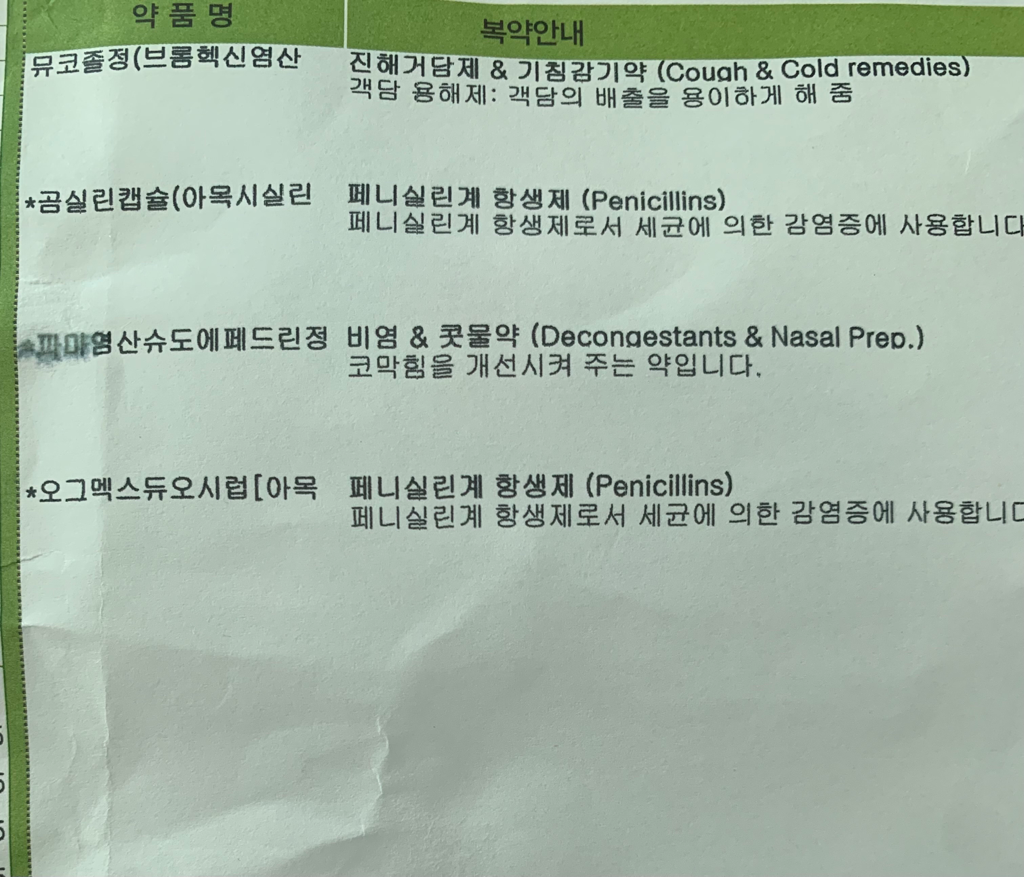 약 품 명 복약안내
뮤코졸정(브롬헥신염산 진해거담제 & 기침감기약 (Cough & Cold remedies)
객담 용해제: 객담의 배출을 용이하게 해 줌
*곰실린캡슐(아목시실린 페니실린계 항생제 (Penicillins)
페니실린계 항생제로서 세균에 의한 감염증에 사용합니다
염산슈도에페드린정 비염 & 콧물약 (Decongestants & Nasal Prep.)
코막힘을 개선시켜 주는 약입니다.
*오그멕스듀오시럽[아목 페니실린계 항생제 (Penicillins)
페니실린계 항생제로서 세균에 의한 감염증에 사용합니다